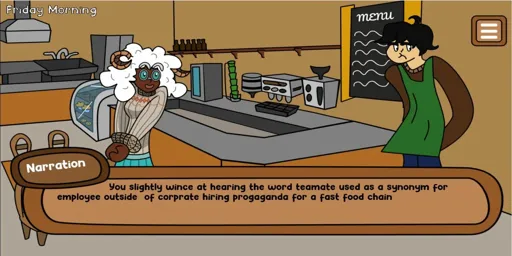 Friday Morning
menu
Narration
You slightly wince at hearing the word teamate used as a synonym for
employee outside of corprate hiring progaganda for a fast food chain